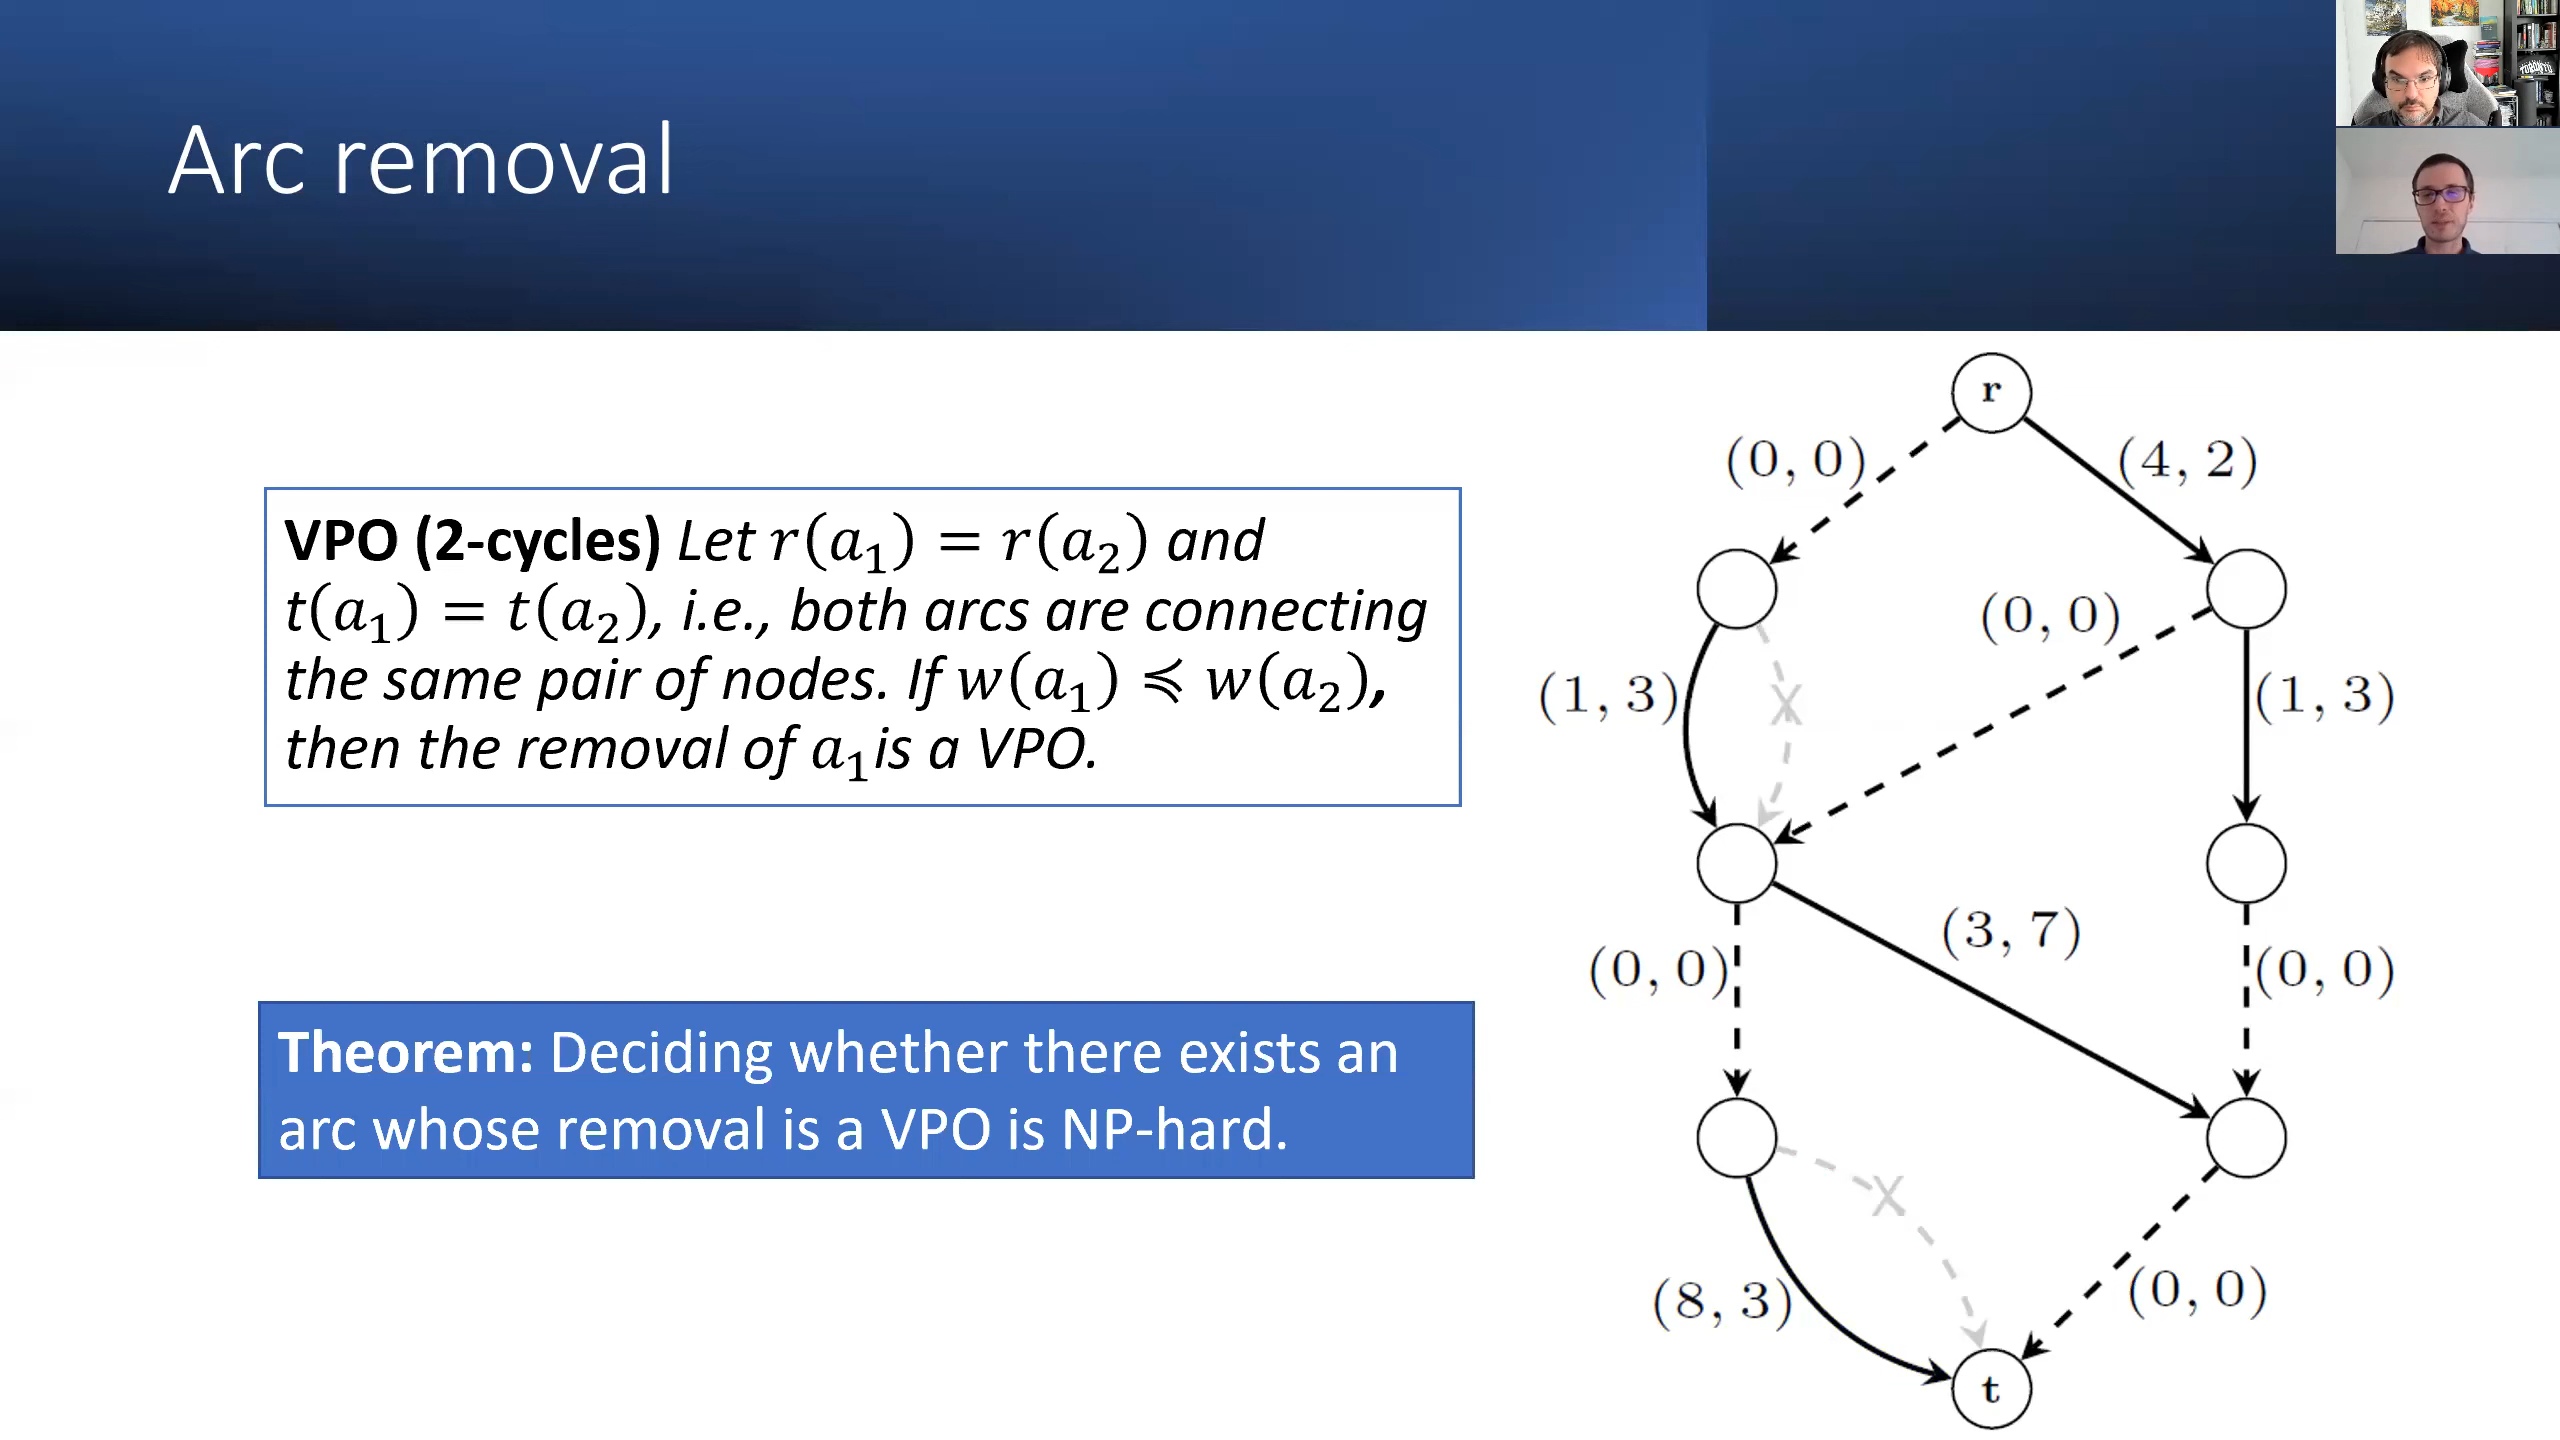 Arc removal
TORONTO
VPO (2-cycles) Let r(a₁) = r(a₂) and
t(a₁) = t(a₂), i.e., both arcs are connecting
the same pair of nodes. If w(a₁) ≼ w(a₂),
then the removal of a₁ is a VPO.
Theorem: Deciding whether there exists an
arc whose removal is a VPO is NP-hard.
r
(0, 0)
(4, 2)
(0, 0)
(1, 3)
X
(1, 3)
(3, 7)
(0, 0)
(0, 0)
X
(8, 3)
(0, 0)
t